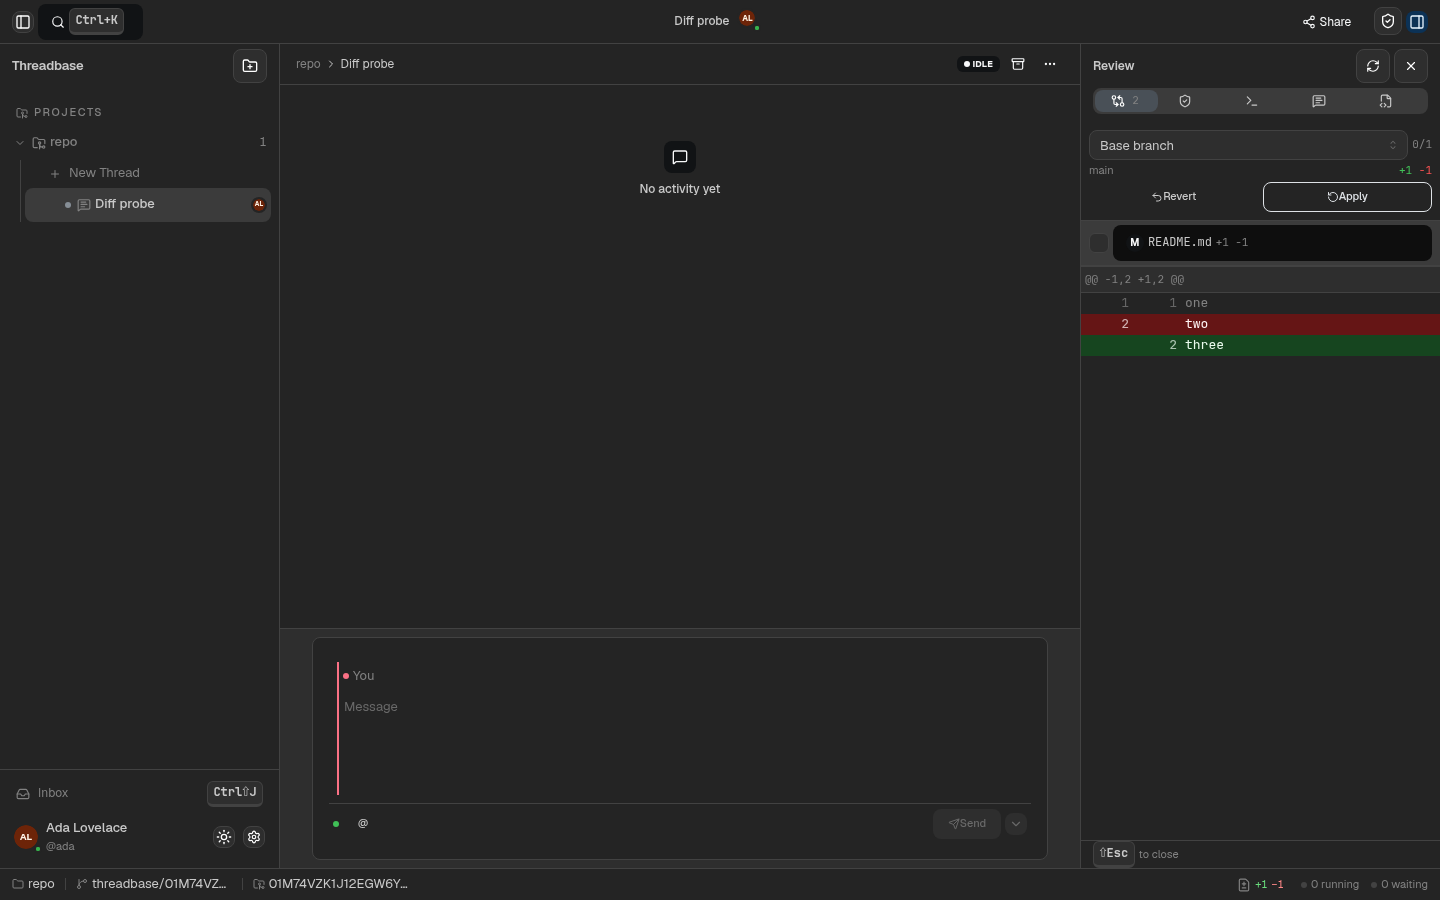 Ctrl+K
Diff probe
AL
Share
Threadbase
PROJECTS
repo 1
New Thread
Diff probe AL
repo > Diff probe
IDLE
No activity yet
You
Message
@
Send
Review
2
Base branch
0/1
main
+1 -1
Revert
Apply
M README.md +1 -1
@@ -1,2 +1,2 @@
1 1 one
2 two
2 three
⇧Esc to close
Inbox
Ctrl⇧J
AL
Ada Lovelace
@ada
repo
threadbase/01M74VZ...
01M74VZK1J12EGW6Y...
+1 −1
0 running
0 waiting